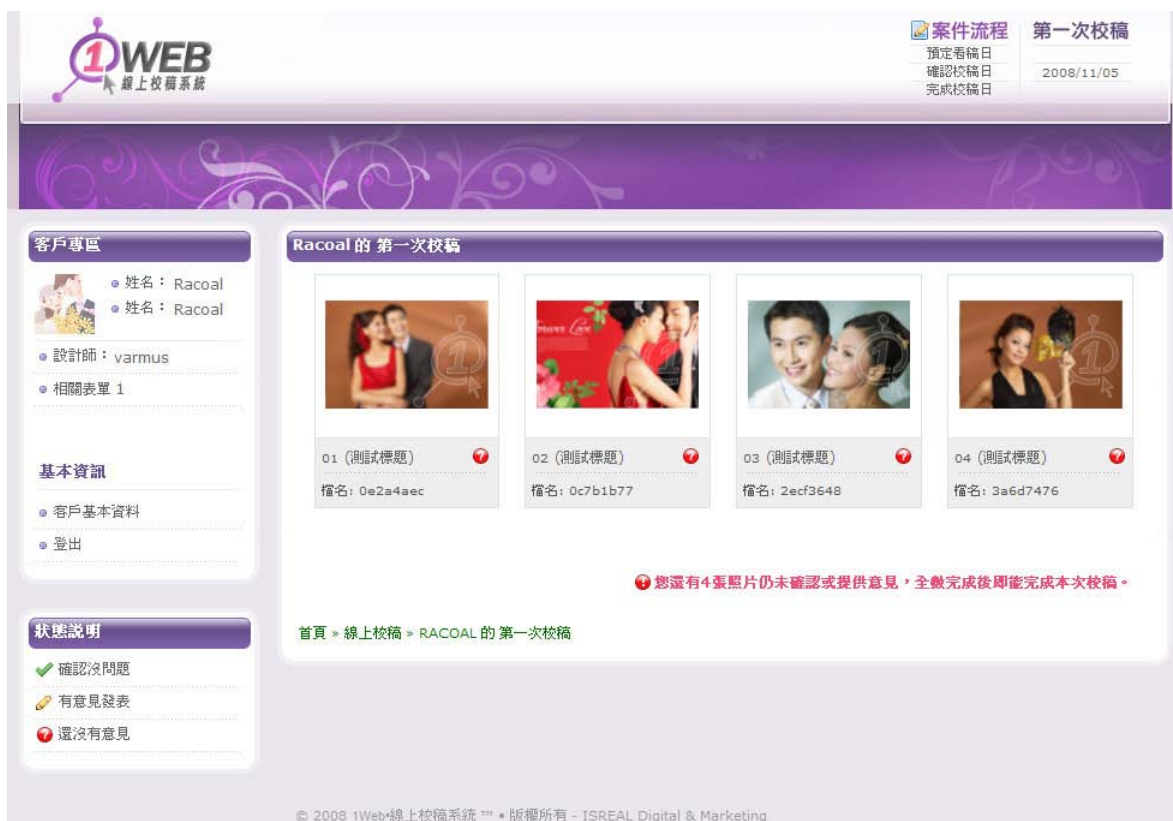 1WEB
線上校稿系統
案件流程 第一次校稿
預定看稿日
確認校稿日 2008/11/05
完成校稿日
客戶專區
姓名： Racoal
姓名： Racoal
設計師：varmus
相關表單 1
基本資訊
客戶基本資料
登出
狀態說明
確認沒問題
有意見發表
還沒有意見
Racoal 的 第一次校稿
Forever Love
01 (測試標題)
檔名: 0e2a4aec
02 (測試標題)
檔名: 0c7b1b77
03 (測試標題)
檔名: 2ecf3648
04 (測試標題)
檔名: 3a6d7476
您還有4張照片仍未確認或提供意見，全數完成後即能完成本次校稿。
首頁 » 線上校稿 » RACOAL 的 第一次校稿
© 2008 1Web•線上校稿系統 ™ • 版權所有 - ISREAL Digital & Marketing